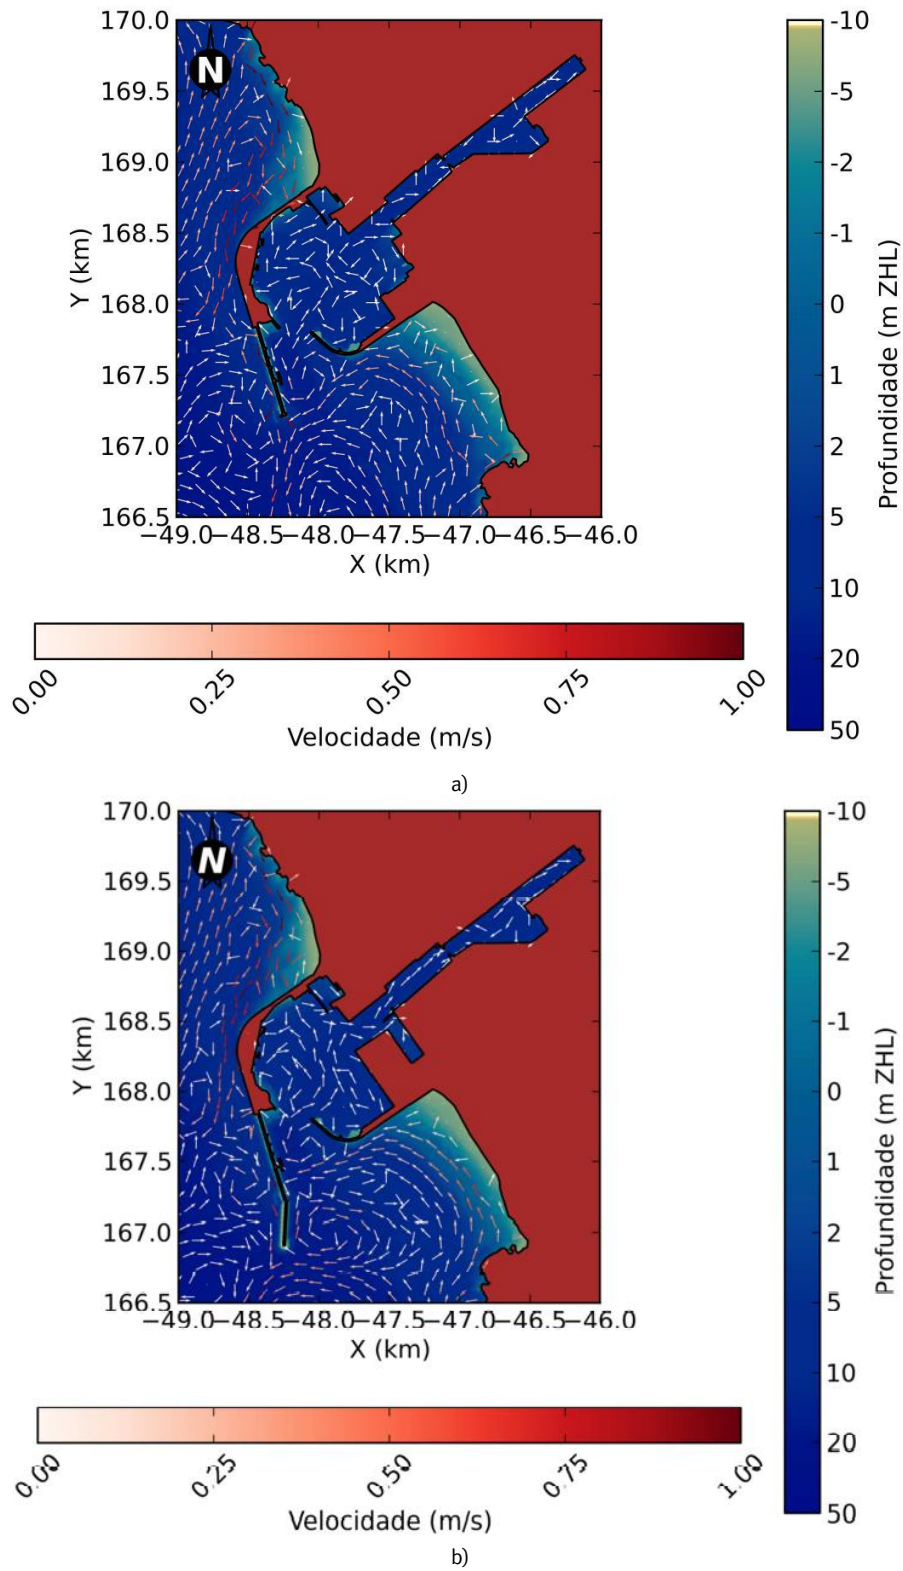 170.0
169.5
169.0
168.5
168.0
167.5
167.0
166.5
N
Y (km)
−49.0−48.5−48.0−47.5−47.0−46.5−46.0
X (km)
-10
-5
-2
-1
0
1
2
5
10
20
50
Profundidade (m ZHL)
0.00 0.25 0.50 0.75 1.00
Velocidade (m/s)
a)
170.0
169.5
169.0
168.5
168.0
167.5
167.0
166.5
N
Y (km)
−49.0−48.5−48.0−47.5−47.0−46.5−46.0
X (km)
-10
-5
-2
-1
0
1
2
5
10
20
50
Profundidade (m ZHL)
0.00 0.25 0.50 0.75 1.00
Velocidade (m/s)
b)